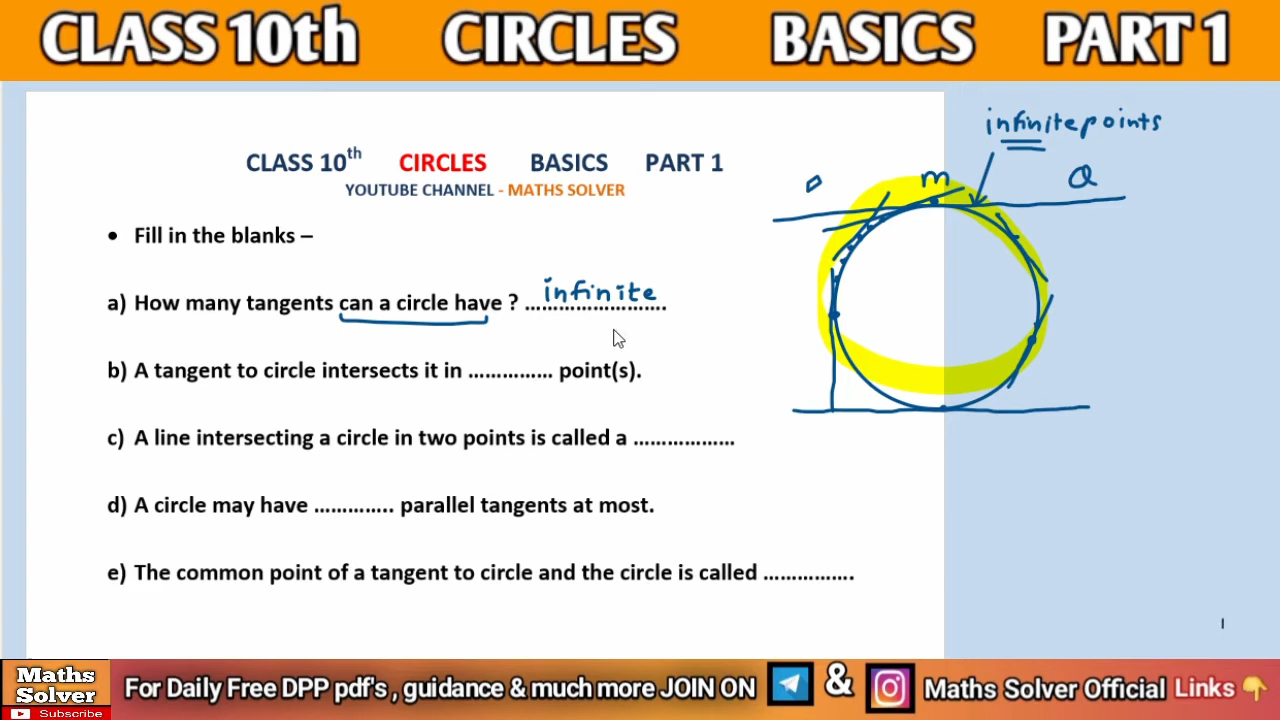 CLASS 10th CIRCLES BASICS PART 1
infinite points
CLASS 10th CIRCLES BASICS PART 1
YOUTUBE CHANNEL - MATHS SOLVER
m
Q
• Fill in the blanks –
a) How many tangents can a circle have ? infinite …………………….
b) A tangent to circle intersects it in …………… point(s).
c) A line intersecting a circle in two points is called a ………………
d) A circle may have ………….. parallel tangents at most.
e) The common point of a tangent to circle and the circle is called …………….
1
Maths
Solver
Subscribe
For Daily Free DPP pdf's , guidance & much more JOIN ON & Maths Solver Official Links 👇